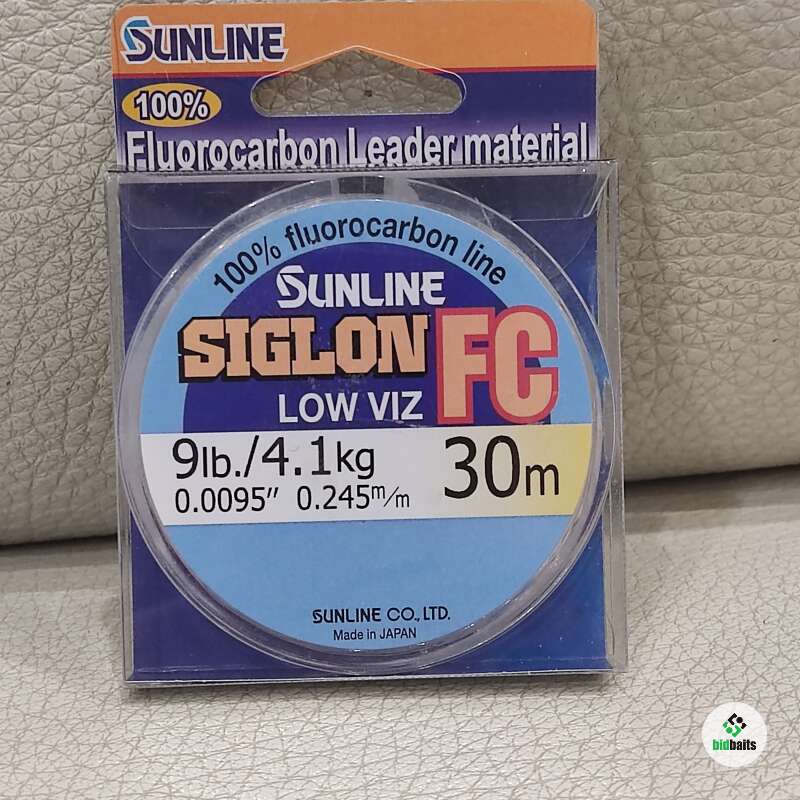 SUNLINE
100%
Fluorocarbon Leader material
100% fluorocarbon line
SUNLINE
SIGLON FC
LOW VIZ
9lb./4.1kg 30m
0.0095" 0.245m/m
SUNLINE CO., LTD.
Made in JAPAN
bidbaits